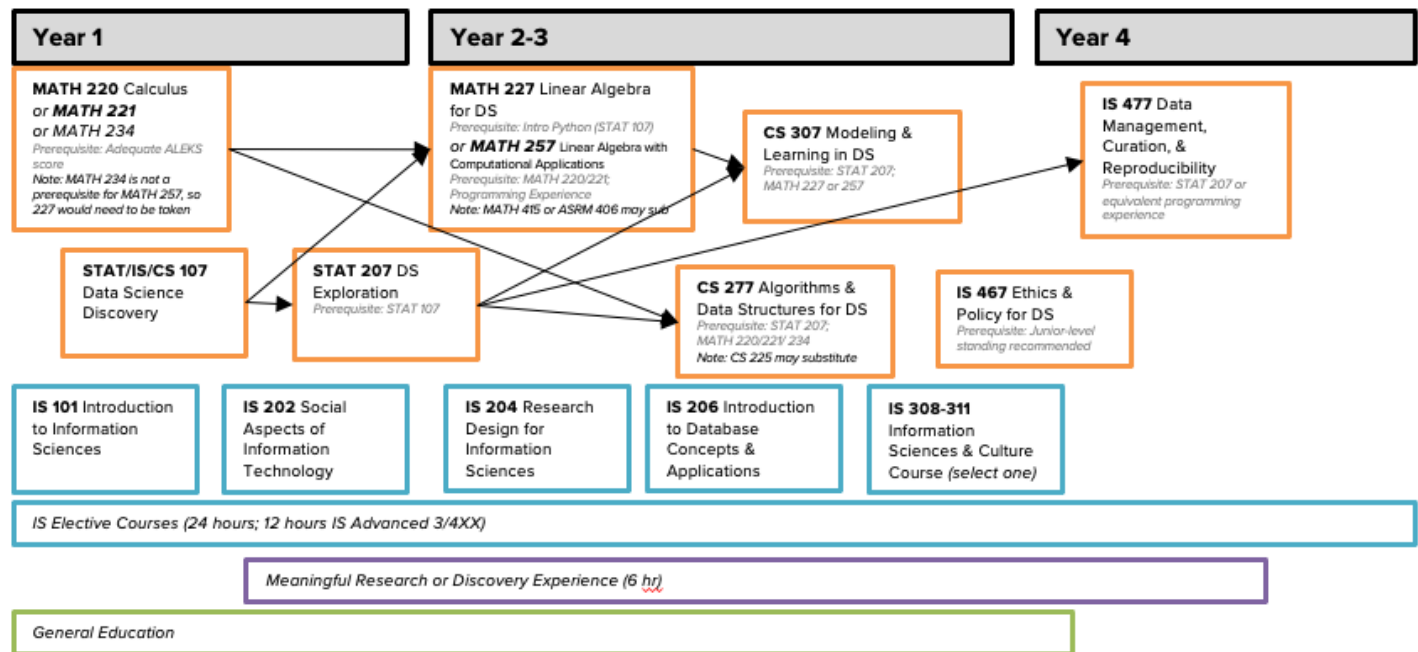 Year 1
Year 2-3
Year 4
MATH 220 Calculus
or MATH 221
or MATH 234
Prerequisite: Adequate ALEKS
score
Note: MATH 234 is not a
prerequisite for MATH 257, so
227 would need to be taken
MATH 227 Linear Algebra
for DS
Prerequisite: Intro Python (STAT 107)
or MATH 257 Linear Algebra with
Computational Applications
Prerequisite: MATH 220/221;
Programming Experience
Note: MATH 415 or ASRM 406 may sub
CS 307 Modeling &
Learning in DS
Prerequisite: STAT 207;
MATH 227 or 257
IS 477 Data
Management,
Curation, &
Reproducibility
Prerequisite: STAT 207 or
equivalent programming
experience
STAT/IS/CS 107
Data Science
Discovery
STAT 207 DS
Exploration
Prerequisite: STAT 107
CS 277 Algorithms &
Data Structures for DS
Prerequisite: STAT 207;
MATH 220/221/ 234
Note: CS 225 may substitute
IS 467 Ethics &
Policy for DS
Prerequisite: Junior-level
standing recommended
IS 101 Introduction
to Information
Sciences
IS 202 Social
Aspects of
Information
Technology
IS 204 Research
Design for
Information
Sciences
IS 206 Introduction
to Database
Concepts &
Applications
IS 308-311
Information
Sciences & Culture
Course (select one)
IS Elective Courses (24 hours; 12 hours IS Advanced 3/4XX)
Meaningful Research or Discovery Experience (6 hr)
General Education